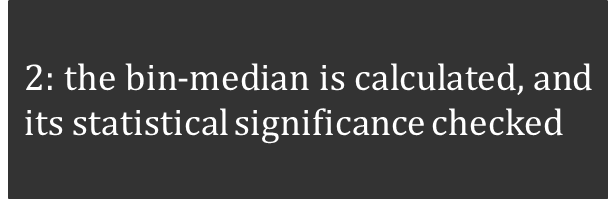 2: the bin-median is calculated, and
its statistical significance checked